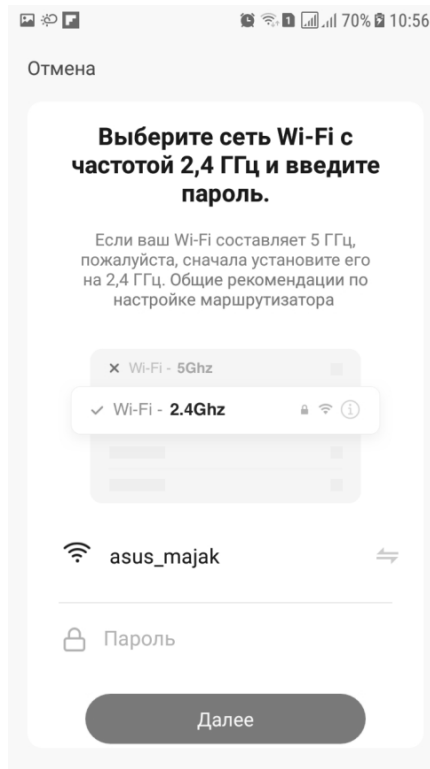 70% 10:56
Отмена
Выберите сеть Wi-Fi с
частотой 2,4 ГГц и введите
пароль.
Если ваш Wi-Fi составляет 5 ГГц,
пожалуйста, сначала установите его
на 2,4 ГГц. Общие рекомендации по
настройке маршрутизатора
Wi-Fi - 5Ghz
Wi-Fi - 2.4Ghz
asus_majak
Пароль
Далее